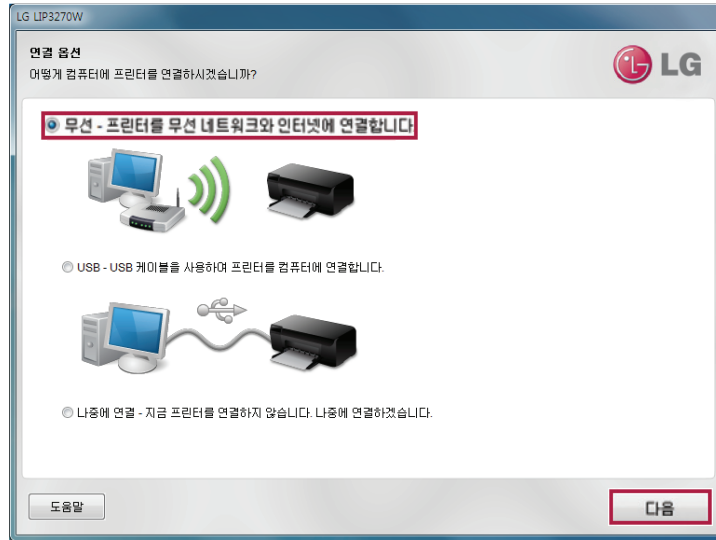 LG LIP3270W
연결 옵션
어떻게 컴퓨터에 프린터를 연결하시겠습니까?
LG
무선 - 프린터를 무선 네트워크와 인터넷에 연결합니다
USB - USB 케이블을 사용하여 프린터를 컴퓨터에 연결합니다.
나중에 연결 - 지금 프린터를 연결하지 않습니다. 나중에 연결하겠습니다.
도움말
다음